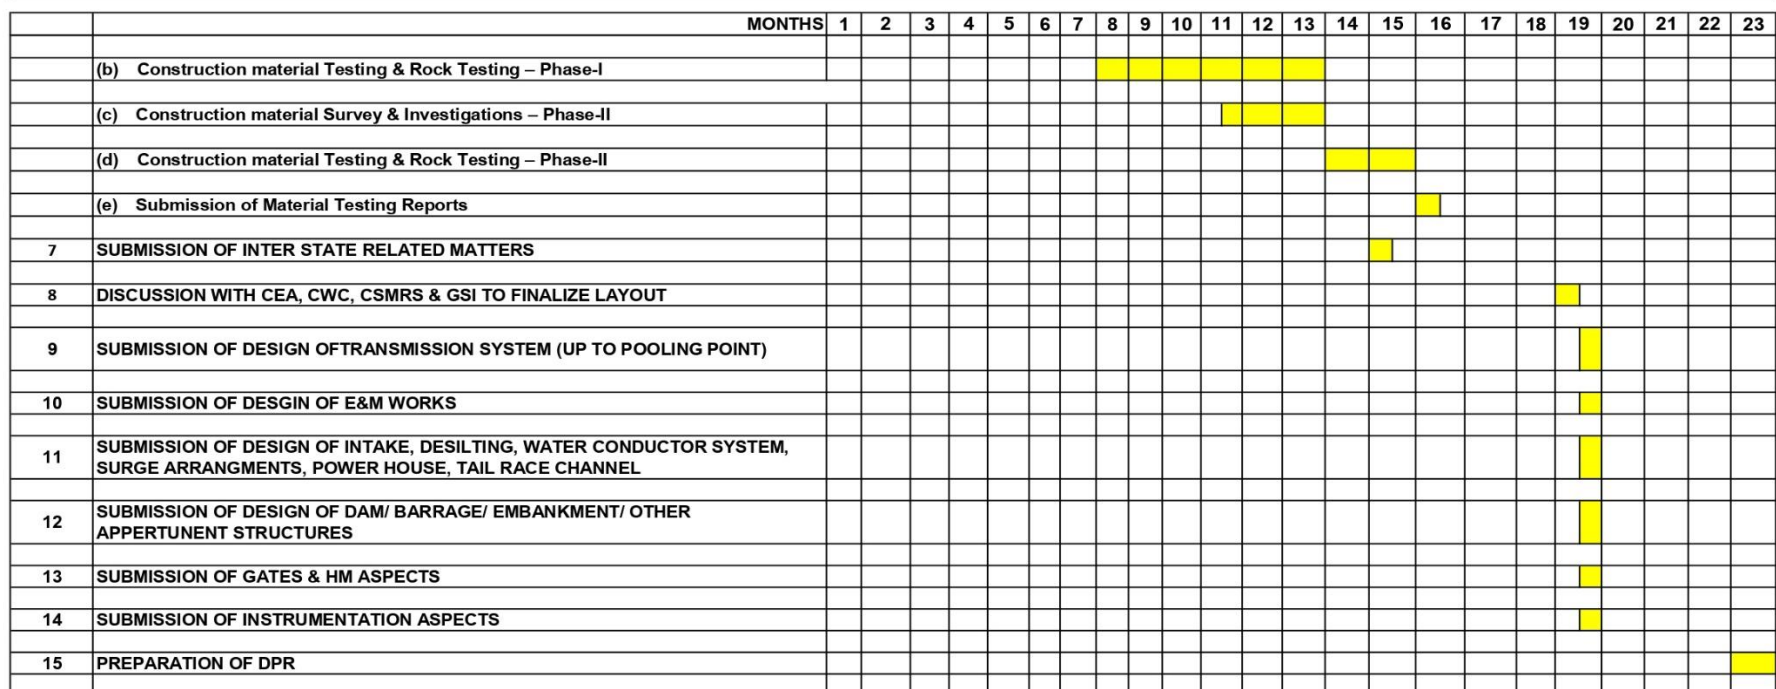 MONTHS 1 2 3 4 5 6 7 8 9 10 11 12 13 14 15 16 17 18 19 20 21 22 23
(b) Construction material Testing & Rock Testing – Phase-I
(c) Construction material Survey & Investigations – Phase-II
(d) Construction material Testing & Rock Testing – Phase-II
(e) Submission of Material Testing Reports
7 SUBMISSION OF INTER STATE RELATED MATTERS
8 DISCUSSION WITH CEA, CWC, CSMRS & GSI TO FINALIZE LAYOUT
9 SUBMISSION OF DESIGN OFTRANSMISSION SYSTEM (UP TO POOLING POINT)
10 SUBMISSION OF DESGIN OF E&M WORKS
11 SUBMISSION OF DESIGN OF INTAKE, DESILTING, WATER CONDUCTOR SYSTEM,
SURGE ARRANGMENTS, POWER HOUSE, TAIL RACE CHANNEL
12 SUBMISSION OF DESIGN OF DAM/ BARRAGE/ EMBANKMENT/ OTHER
APPERTUNENT STRUCTURES
13 SUBMISSION OF GATES & HM ASPECTS
14 SUBMISSION OF INSTRUMENTATION ASPECTS
15 PREPARATION OF DPR